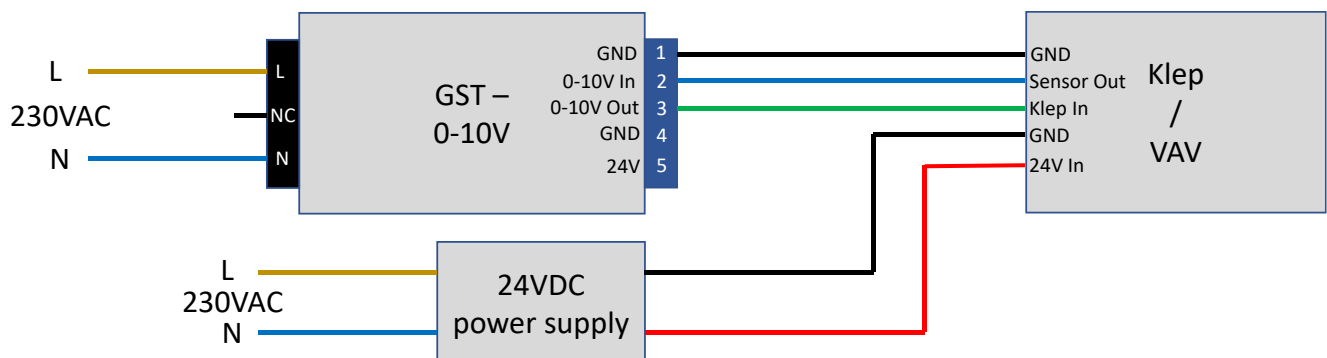 L
230VAC
N
L
NC
N
GST –
0-10V
GND 1
0-10V In 2
0-10V Out 3
GND 4
24V 5
GND
Sensor Out
Klep In
GND
24V In
Klep
/
VAV
L
230VAC
N
24VDC
power supply